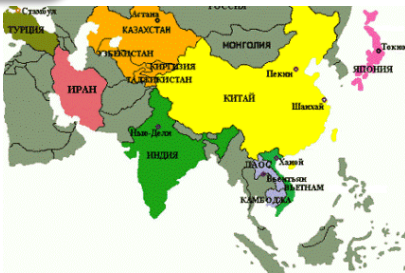 Стамбул
ТУРЦИЯ
РОССИЯ
Астана
КАЗАХСТАН
МОНГОЛИЯ
УЗБЕКИСТАН
КИРГИЗИЯ
ТАДЖИКИСТАН
Токио
ЯПОНИЯ
Пекин
ИРАН
КИТАЙ
Шанхай
Нью-Дели
ИНДИЯ
Ханой
ЛАОС
Вьентьян
ВЬЕТНАМ
КАМБОДЖА